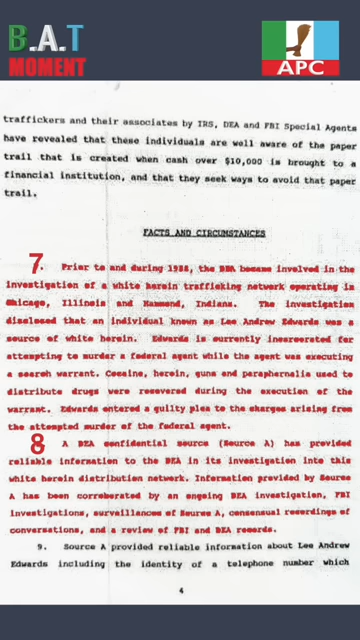 B.A.T
MOMENT
APC
traffickers and their associates by IRS, DEA and FBI Special Agents
have revealed that these individuals are well aware of the paper
trail that is created when cash over $10,000 is brought to a
financial institution, and that they seek ways to avoid that paper
trail.
FACTS AND CIRCUMSTANCES
7. Prior to and during 1988, the DEA became involved in the
investigation of a white heroin trafficking network operating in
Chicago, Illinois and Hammond, Indiana. The investigation
disclosed that an individual known as Lee Andrew Edwards was a
source of white heroin. Edwards is currently incarcerated for
attempting to murder a federal agent while the agent was executing
a search warrant. Cocaine, heroin, guns and paraphernalia used to
distribute drugs were recovered during the execution of the
warrant. Edwards entered a guilty plea to the charges arising from
the attempted murder of the federal agent.
8 A DEA confidential source (Source A) has provided
reliable information to the DEA in its investigation into this
white heroin distribution network. Information provided by Source
A has been corroborated by an ongoing DEA investigation, FBI
investigations, surveillances of Source A, consensual recordings of
conversations, and a review of FBI and DEA records.
9. Source A provided reliable information about Lee Andrew
Edwards including the identity of a telephone number which
4